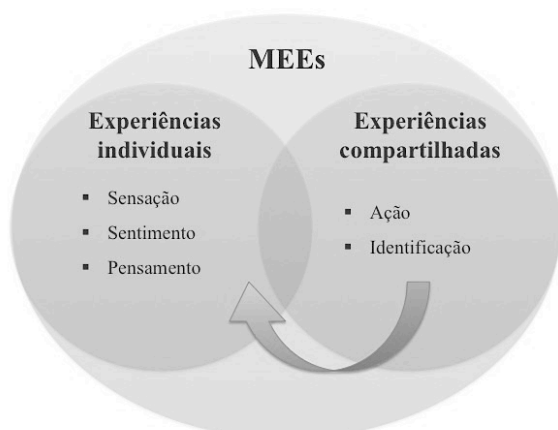 MEEs
Experiências
individuais
▪ Sensação
▪ Sentimento
▪ Pensamento
Experiências
compartilhadas
▪ Ação
▪ Identificação